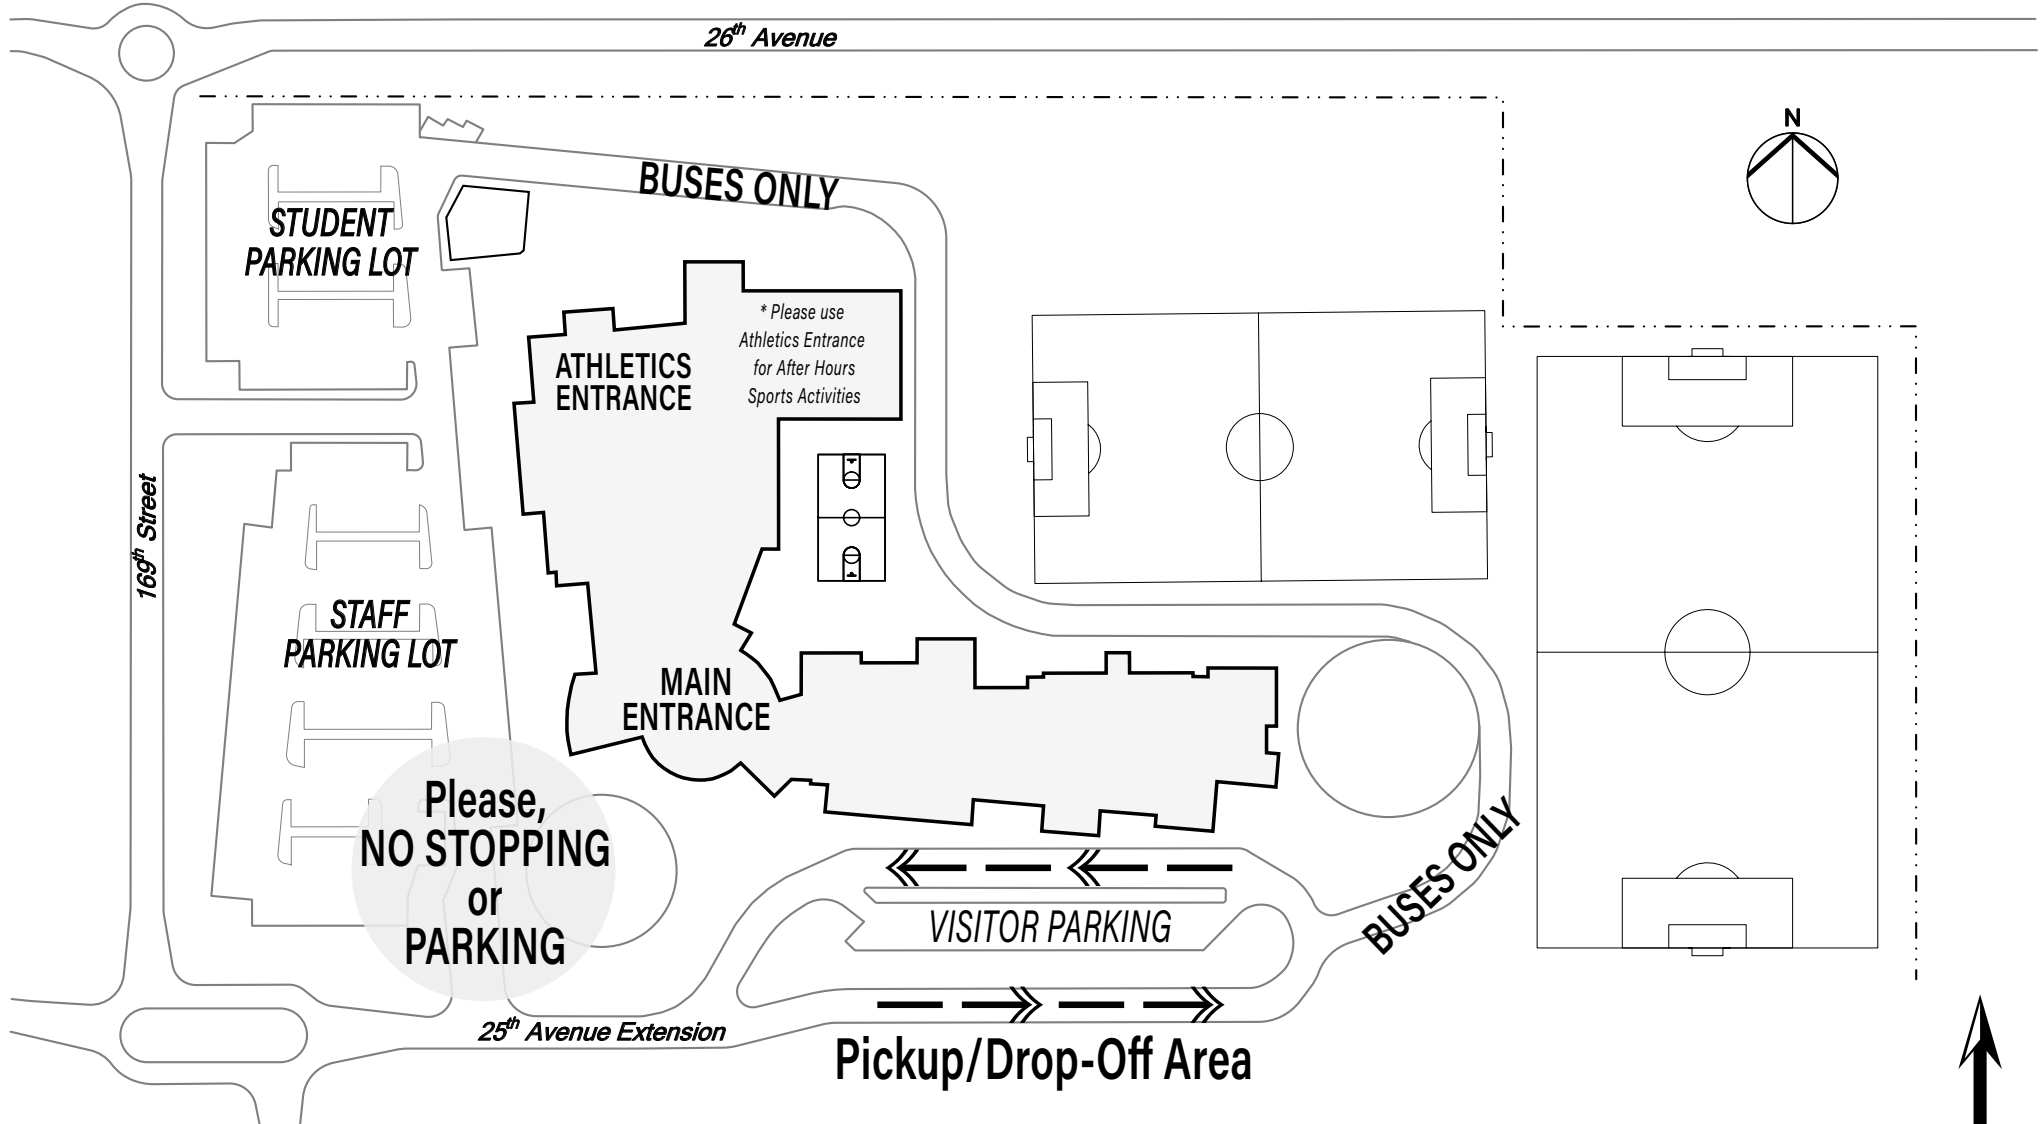 26th Avenue
N
BUSES ONLY
STUDENT
PARKING LOT
* Please use
Athletics Entrance
for After Hours
Sports Activities
ATHLETICS
ENTRANCE
169th Street
STAFF
PARKING LOT
MAIN
ENTRANCE
Please,
NO STOPPING
or
PARKING
BUSES ONLY
VISITOR PARKING
25th Avenue Extension
Pickup/Drop-Off Area